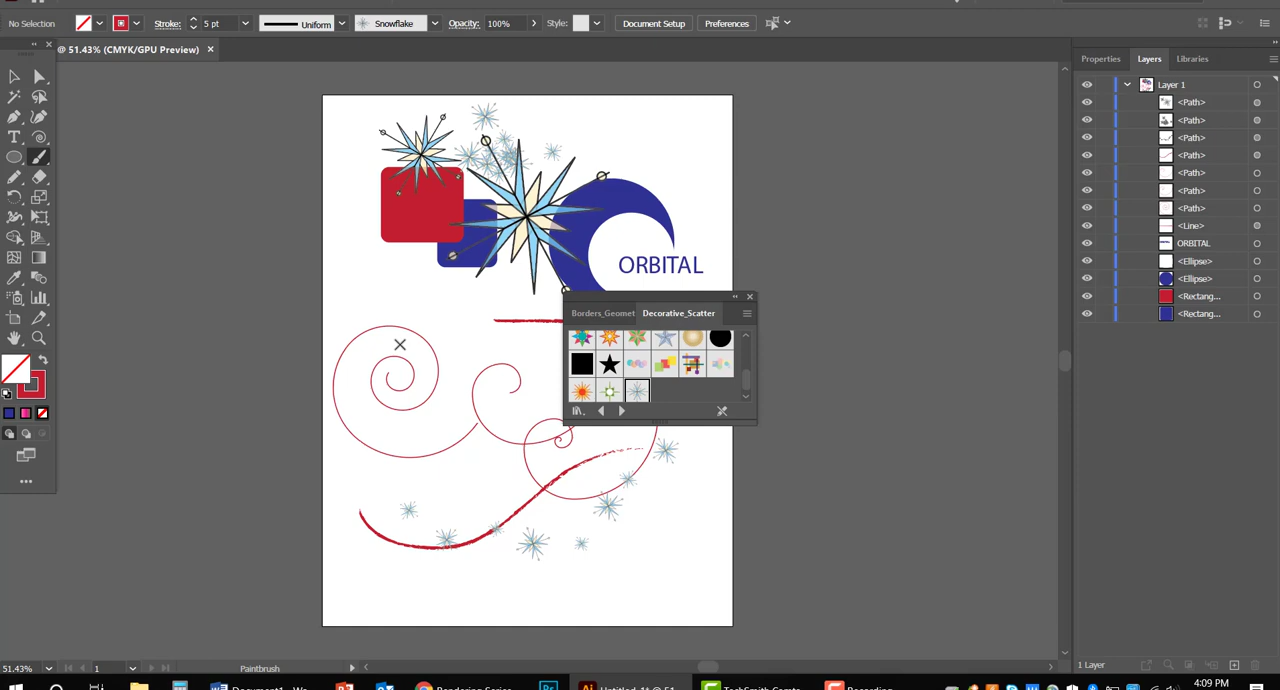 No Selection
Stroke: 5 pt Uniform Snowflake Opacity: 100% Style: Document Setup Preferences
@ 51.43% (CMYK/GPU Preview) ×
Properties Layers Libraries
Layer 1
<Path>
<Path>
<Path>
<Path>
<Path>
<Path>
<Path>
<Line>
ORBITAL
<Ellipse>
<Ellipse>
<Rectang...
<Rectang...
ORBITAL
Borders_Geomet Decorative_Scatter
51.43% 1 Paintbrush
1 Layer
4:09 PM